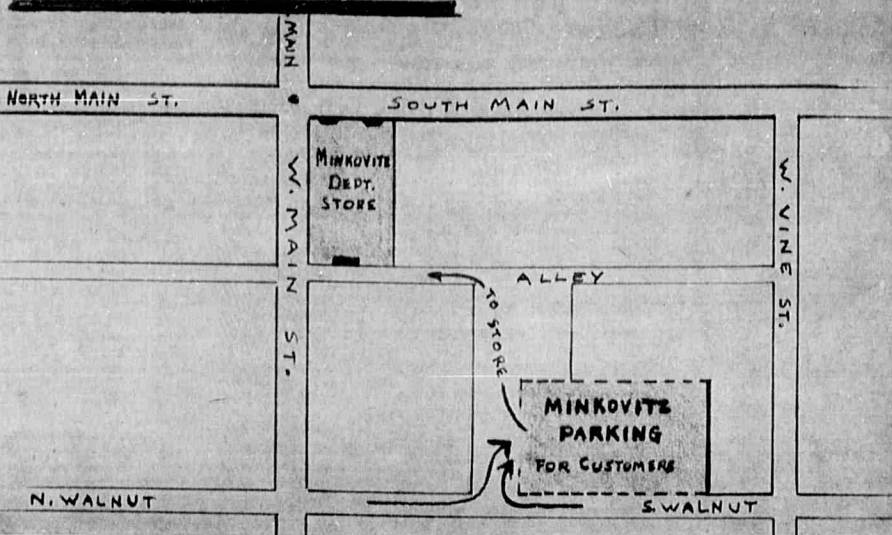 MAIN
NORTH MAIN ST.
SOUTH MAIN ST.
MINKOVITZ
DEPT.
STORE
W. MAIN ST.
W. VINE ST.
ALLEY
TO STORE
MINKOVITZ
PARKING
FOR CUSTOMERS
N. WALNUT
S. WALNUT